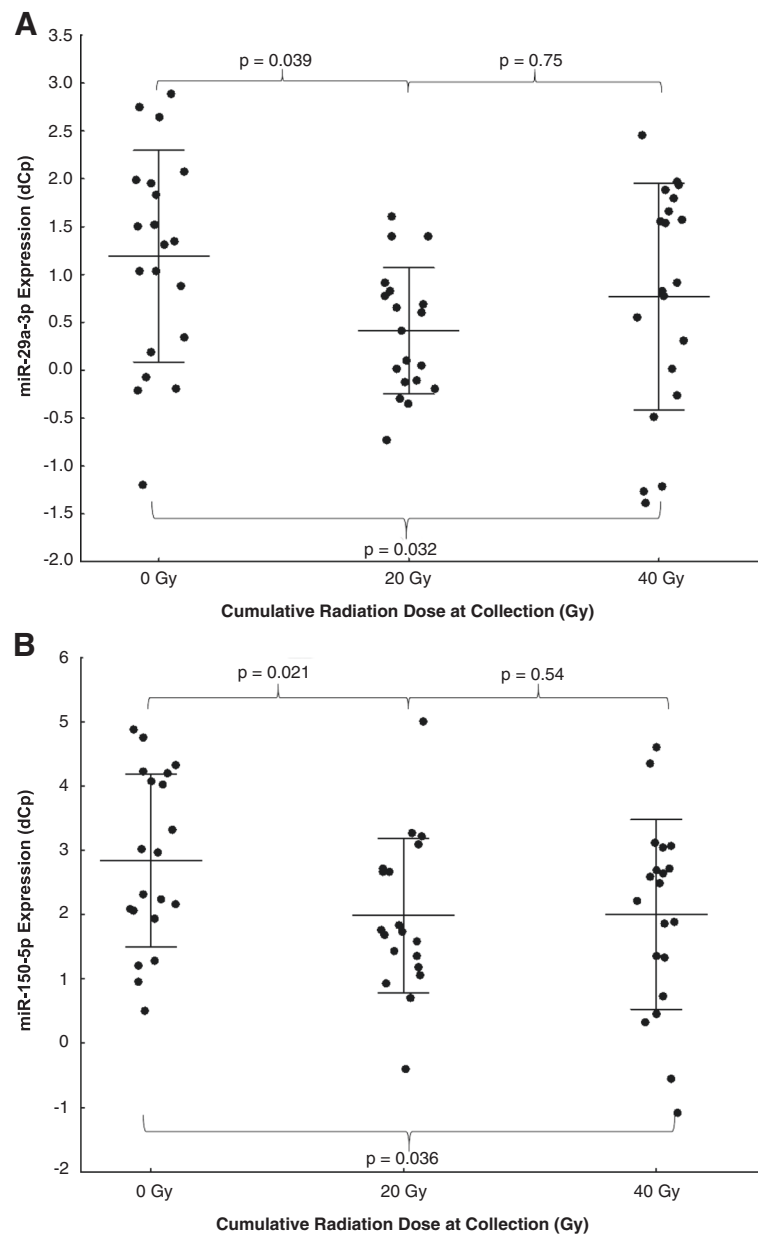 A
3.5
3.0
2.5
2.0
1.5
1.0
0.5
0.0
-0.5
-1.0
-1.5
-2.0
miR-29a-3p Expression (dCp)
p = 0.039
p = 0.75
p = 0.032
0 Gy
20 Gy
40 Gy
Cumulative Radiation Dose at Collection (Gy)
B
6
5
4
3
2
1
0
-1
-2
miR-150-5p Expression (dCp)
p = 0.021
p = 0.54
p = 0.036
0 Gy
20 Gy
40 Gy
Cumulative Radiation Dose at Collection (Gy)